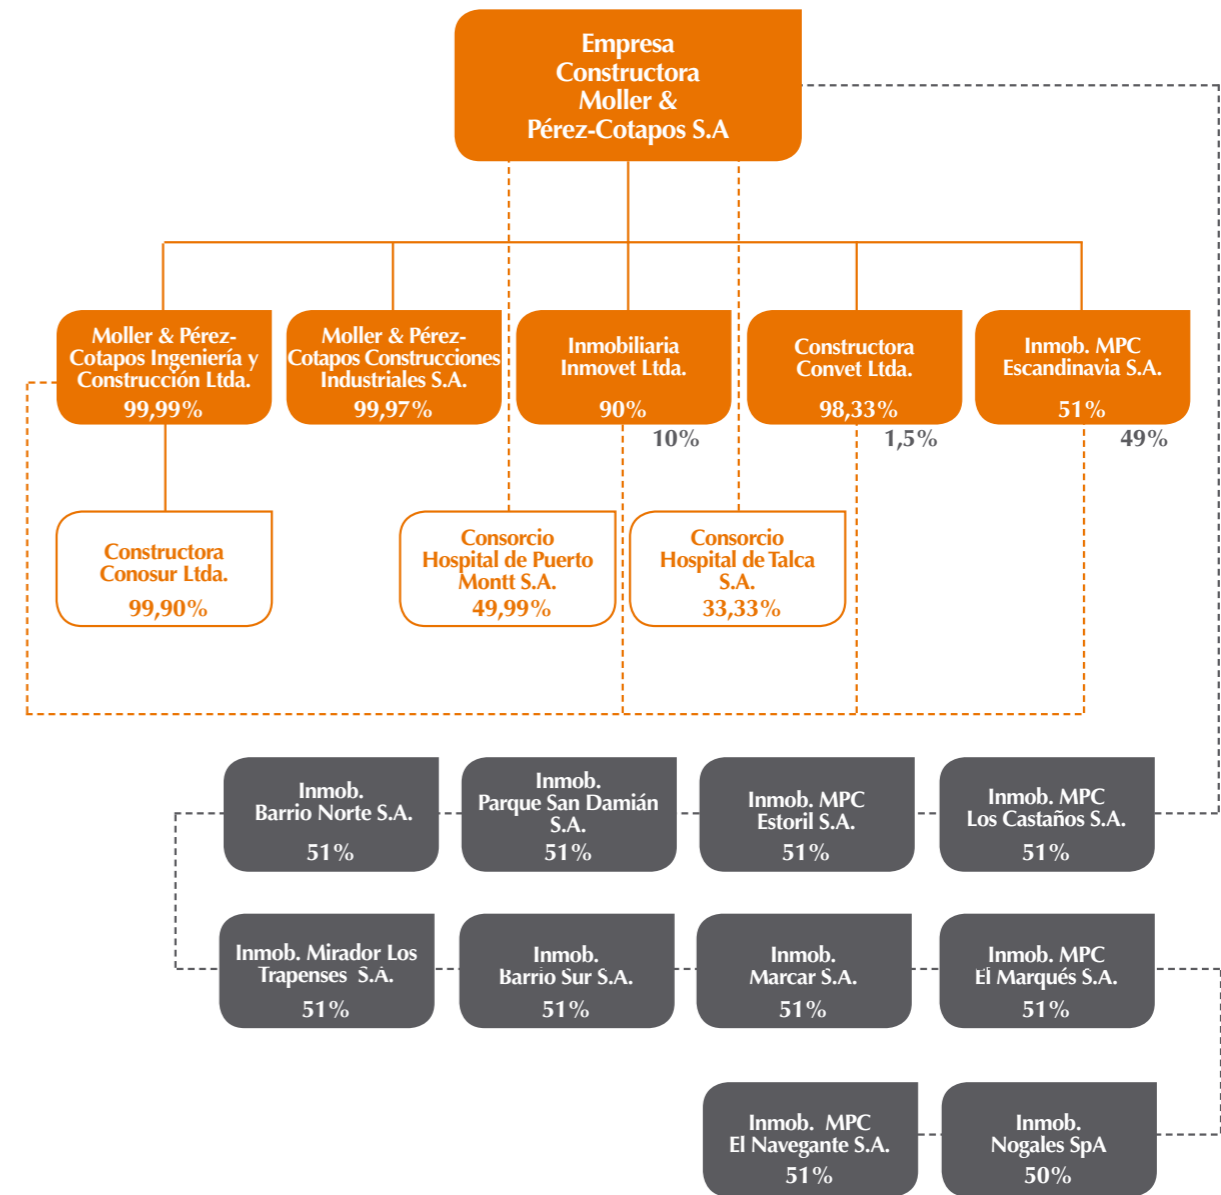 Empresa
Constructora
Moller &
Pérez-Cotapos S.A
Moller & Pérez-
Cotapos Ingeniería y
Construcción Ltda.
99,99%
Moller & Pérez-
Cotapos Construcciones
Industriales S.A.
99,97%
Inmobiliaria
Inmovet Ltda.
90%
10%
Constructora
Convet Ltda.
98,33%
1,5%
Inmob. MPC
Escandinavia S.A.
51%
49%
Constructora
Conosur Ltda.
99,90%
Consorcio
Hospital de Puerto
Montt S.A.
49,99%
Consorcio
Hospital de Talca
S.A.
33,33%
Inmob.
Barrio Norte S.A.
51%
Inmob.
Parque San Damián
S.A.
51%
Inmob. MPC
Estoril S.A.
51%
Inmob. MPC
Los Castaños S.A.
51%
Inmob. Mirador Los
Trapenses S.A.
51%
Inmob.
Barrio Sur S.A.
51%
Inmob.
Marcar S.A.
51%
Inmob. MPC
El Marqués S.A.
51%
Inmob. MPC
El Navegante S.A.
51%
Inmob.
Nogales SpA
50%